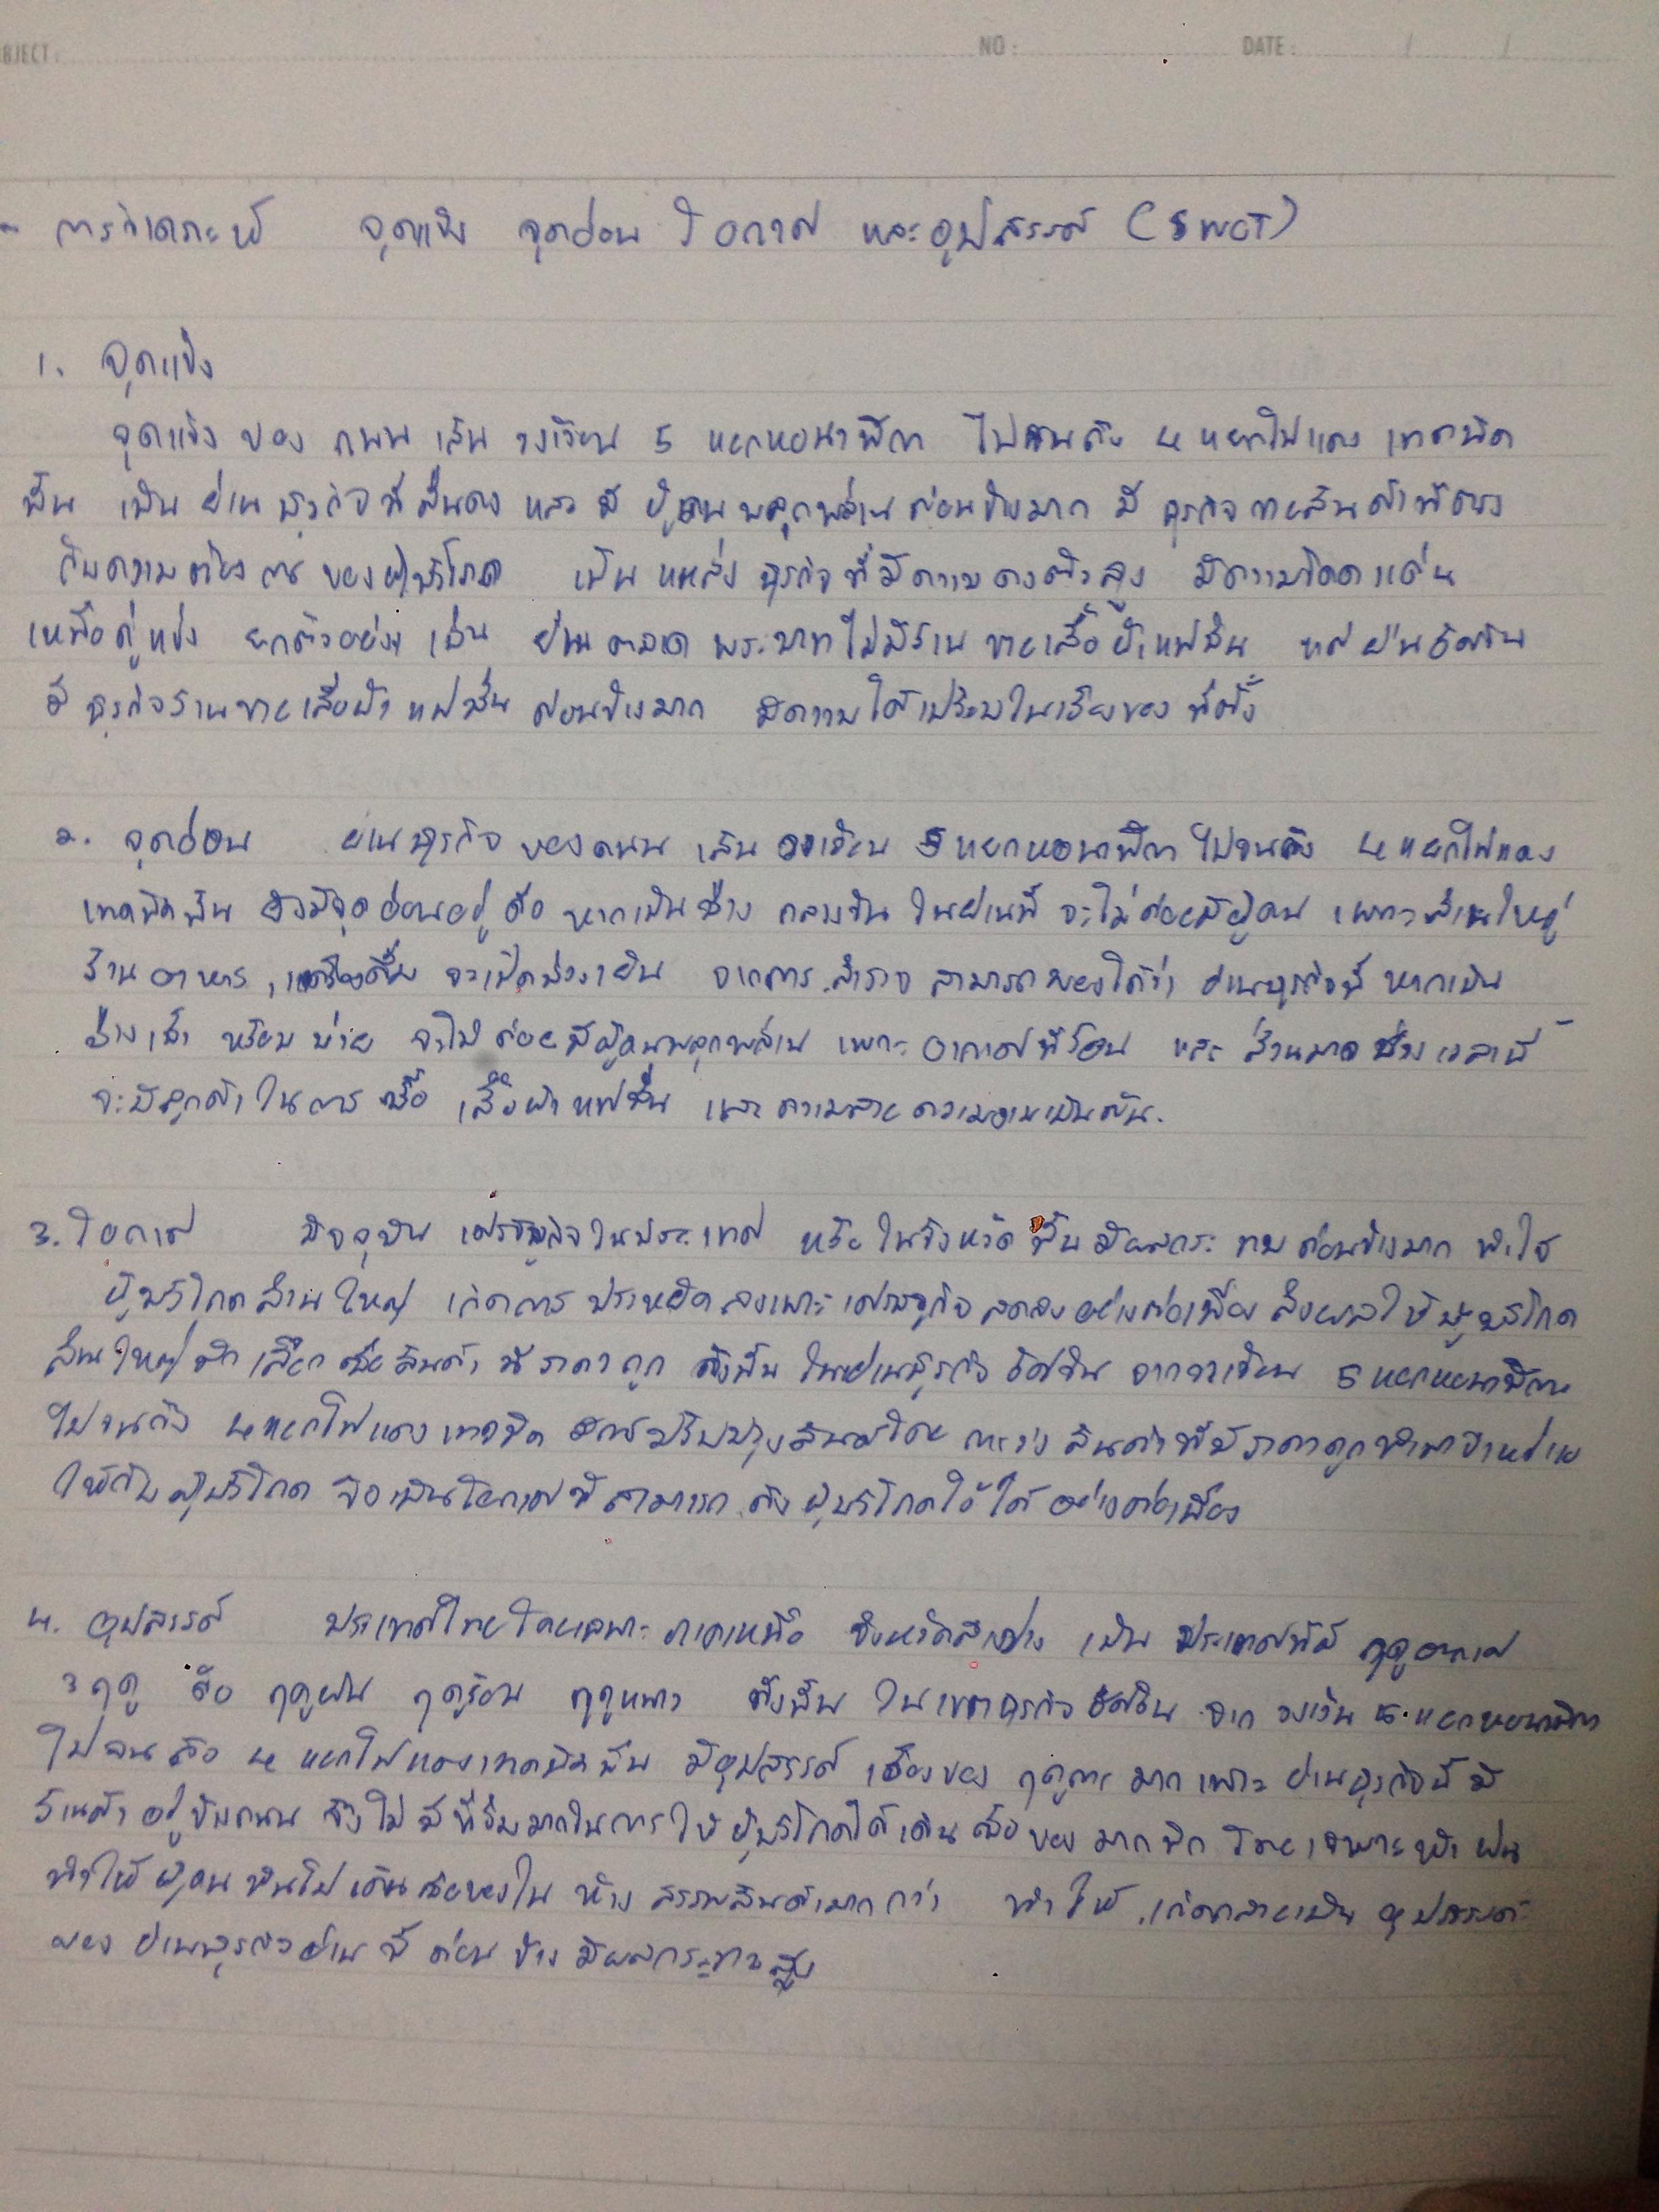 BJECT: NO: DATE: / /
- การวิเคราะห์ จุดแข็ง จุดอ่อน โอกาส และอุปสรรค์ (SWOT)
1. จุดแข็ง
จุดแข็ง ของ ถนน เส้น วงเวียน 5 แยกหอนาฬิกา ไปจนถึง 4 แยกไฟแดง เทคนิค
นั้น เป็น ย่าน ธุรกิจ ที่ มั่นคง และ มี ผู้คน พลุกพล่าน ค่อนข้างมาก มี ธุรกิจ ขายสินค้าที่ตรง
กับความต้องการ ของผู้บริโภค เป็น แหล่ง ธุรกิจ ที่ มีความ คงตัว สูง มีความโดดเด่น
เหนือคู่แข่ง ยกตัวอย่าง เช่น ย่าน ตลาด พระบาท ไม่มีร้าน ขายเสื้อ ผ้าแฟชั่น แต่ ย่าน
มี ธุรกิจร้านขายเสื้อผ้า แฟชั่น ค่อนข้างมาก มีความ ได้เปรียบในเรื่องของ ที่ตั้ง
2. จุดอ่อน ย่าน ธุรกิจ ของถนน เส้น วงเวียน 5 แยกหอนาฬิกา ไปจนถึง 4 แยกไฟแดง
เทคนิคนั้น ยังมีจุดอ่อนอยู่ คือ หากเป็นช่วง กลางวัน ในย่านนี้ จะไม่ค่อยมีผู้คน เพราะส่วนใหญ่
ร้าน อาหาร , เครื่องดื่ม จะเปิดช่วงเย็น จากการ สำรวจ สามารถมองได้ว่า ย่านธุรกิจนี้ หากเป็น
ช่วงเช้า หรือบ่าย จะไม่ ค่อยมีผู้คนพลุกพล่าน เพราะ อากาศที่ร้อน และ ส่วนมาก ช่วง เวลานี้
จะมีลูกค้า ในการ ซื้อ เสื้อผ้า แฟชั่น และ ความสวย ความงามเป็นต้น.
3. โอกาส ปัจจุบัน เศรษฐกิจในประเทศ หรือ ในจังหวัด นั้น มีผลกระทบค่อนข้างมาก ทำให้
ผู้บริโภคส่วนใหญ่ เกิดการ ประหยัด ลงเพราะ เศรษฐกิจ ลดลงอย่างต่อเนื่อง ส่งผลให้ ผู้บริโภค
ส่วนใหญ่ เลือก ซื้อ สินค้า ที่ ราคา ถูก ดังนั้น ในย่านธุรกิจ จากวงเวียน 5 แยกหอนาฬิกา
ไปจนถึง 4 แยกไฟแดง เทคนิค มีการปรับปรุง โดย สินค้าที่มีราคาถูก มาจำหน่าย
ให้กับ ผู้บริโภค จึงเป็นโอกาสที่ สามารถ ดึง ผู้บริโภคไว้ ได้ อย่างต่อเนื่อง
4. อุปสรรค์ ประเทศไทยโดยเฉพาะ ภาคเหนือ จังหวัดลำปาง เป็น ประเทศที่มี ฤดูกาล
3 ฤดู คือ ฤดูฝน ฤดูร้อน ฤดูหนาว ดังนั้น ในเขตธุรกิจ จาก วงเวียน 5 แยกหอนาฬิกา
ไปจนถึง 4 แยกไฟแดงเทคนิคนั้น มีอุปสรรค์ เรื่องของ ฤดูกาล มาก เพราะ ย่านธุรกิจนี้ มี
ร้านค้า อยู่ข้างถนน จึงไม่ มี ที่ร่มมากในการ ให้ ผู้บริโภคได้เดิน ซื้อ ของ มากนัก โดยเฉพาะหน้าฝน
ทำให้ ผู้คน หันไป เดินซื้อของใน ห้าง สรรพสินค้ามากกว่า ทำให้ เกิดกลายเป็น อุปสรรค์
ของ ย่านธุรกิจย่าน นี้ ค่อน ข้าง มีผลกระทบสูง